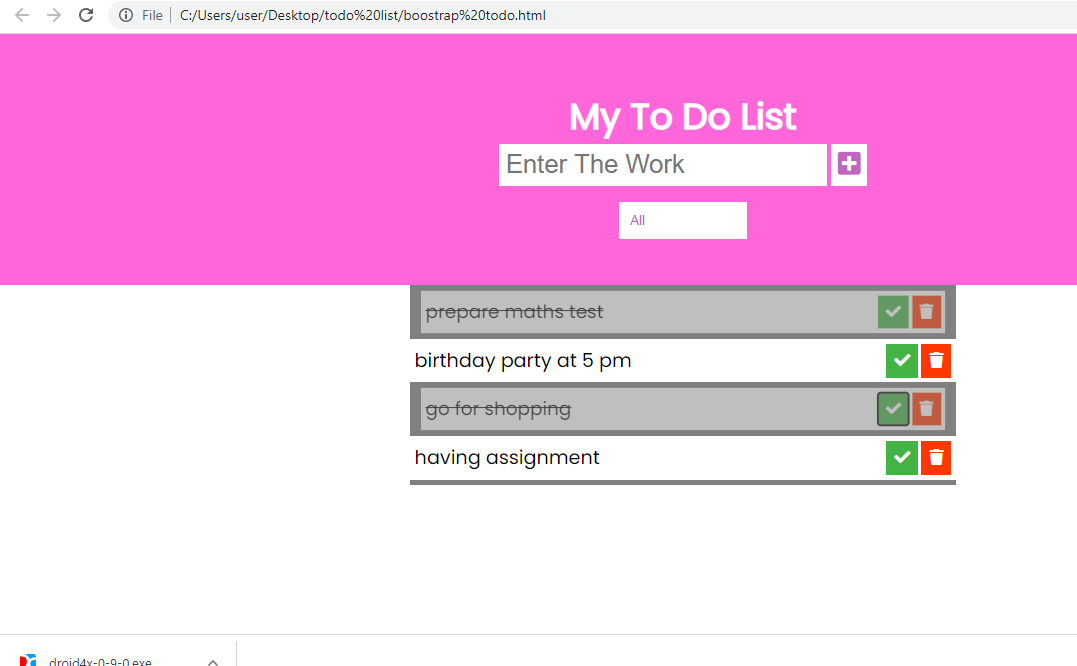 File C:/Users/user/Desktop/todo%20list/boostrap%20todo.html
My To Do List
Enter The Work
All
prepare maths test
birthday party at 5 pm
go for shopping
having assignment
droid4x-0-9-0.exe